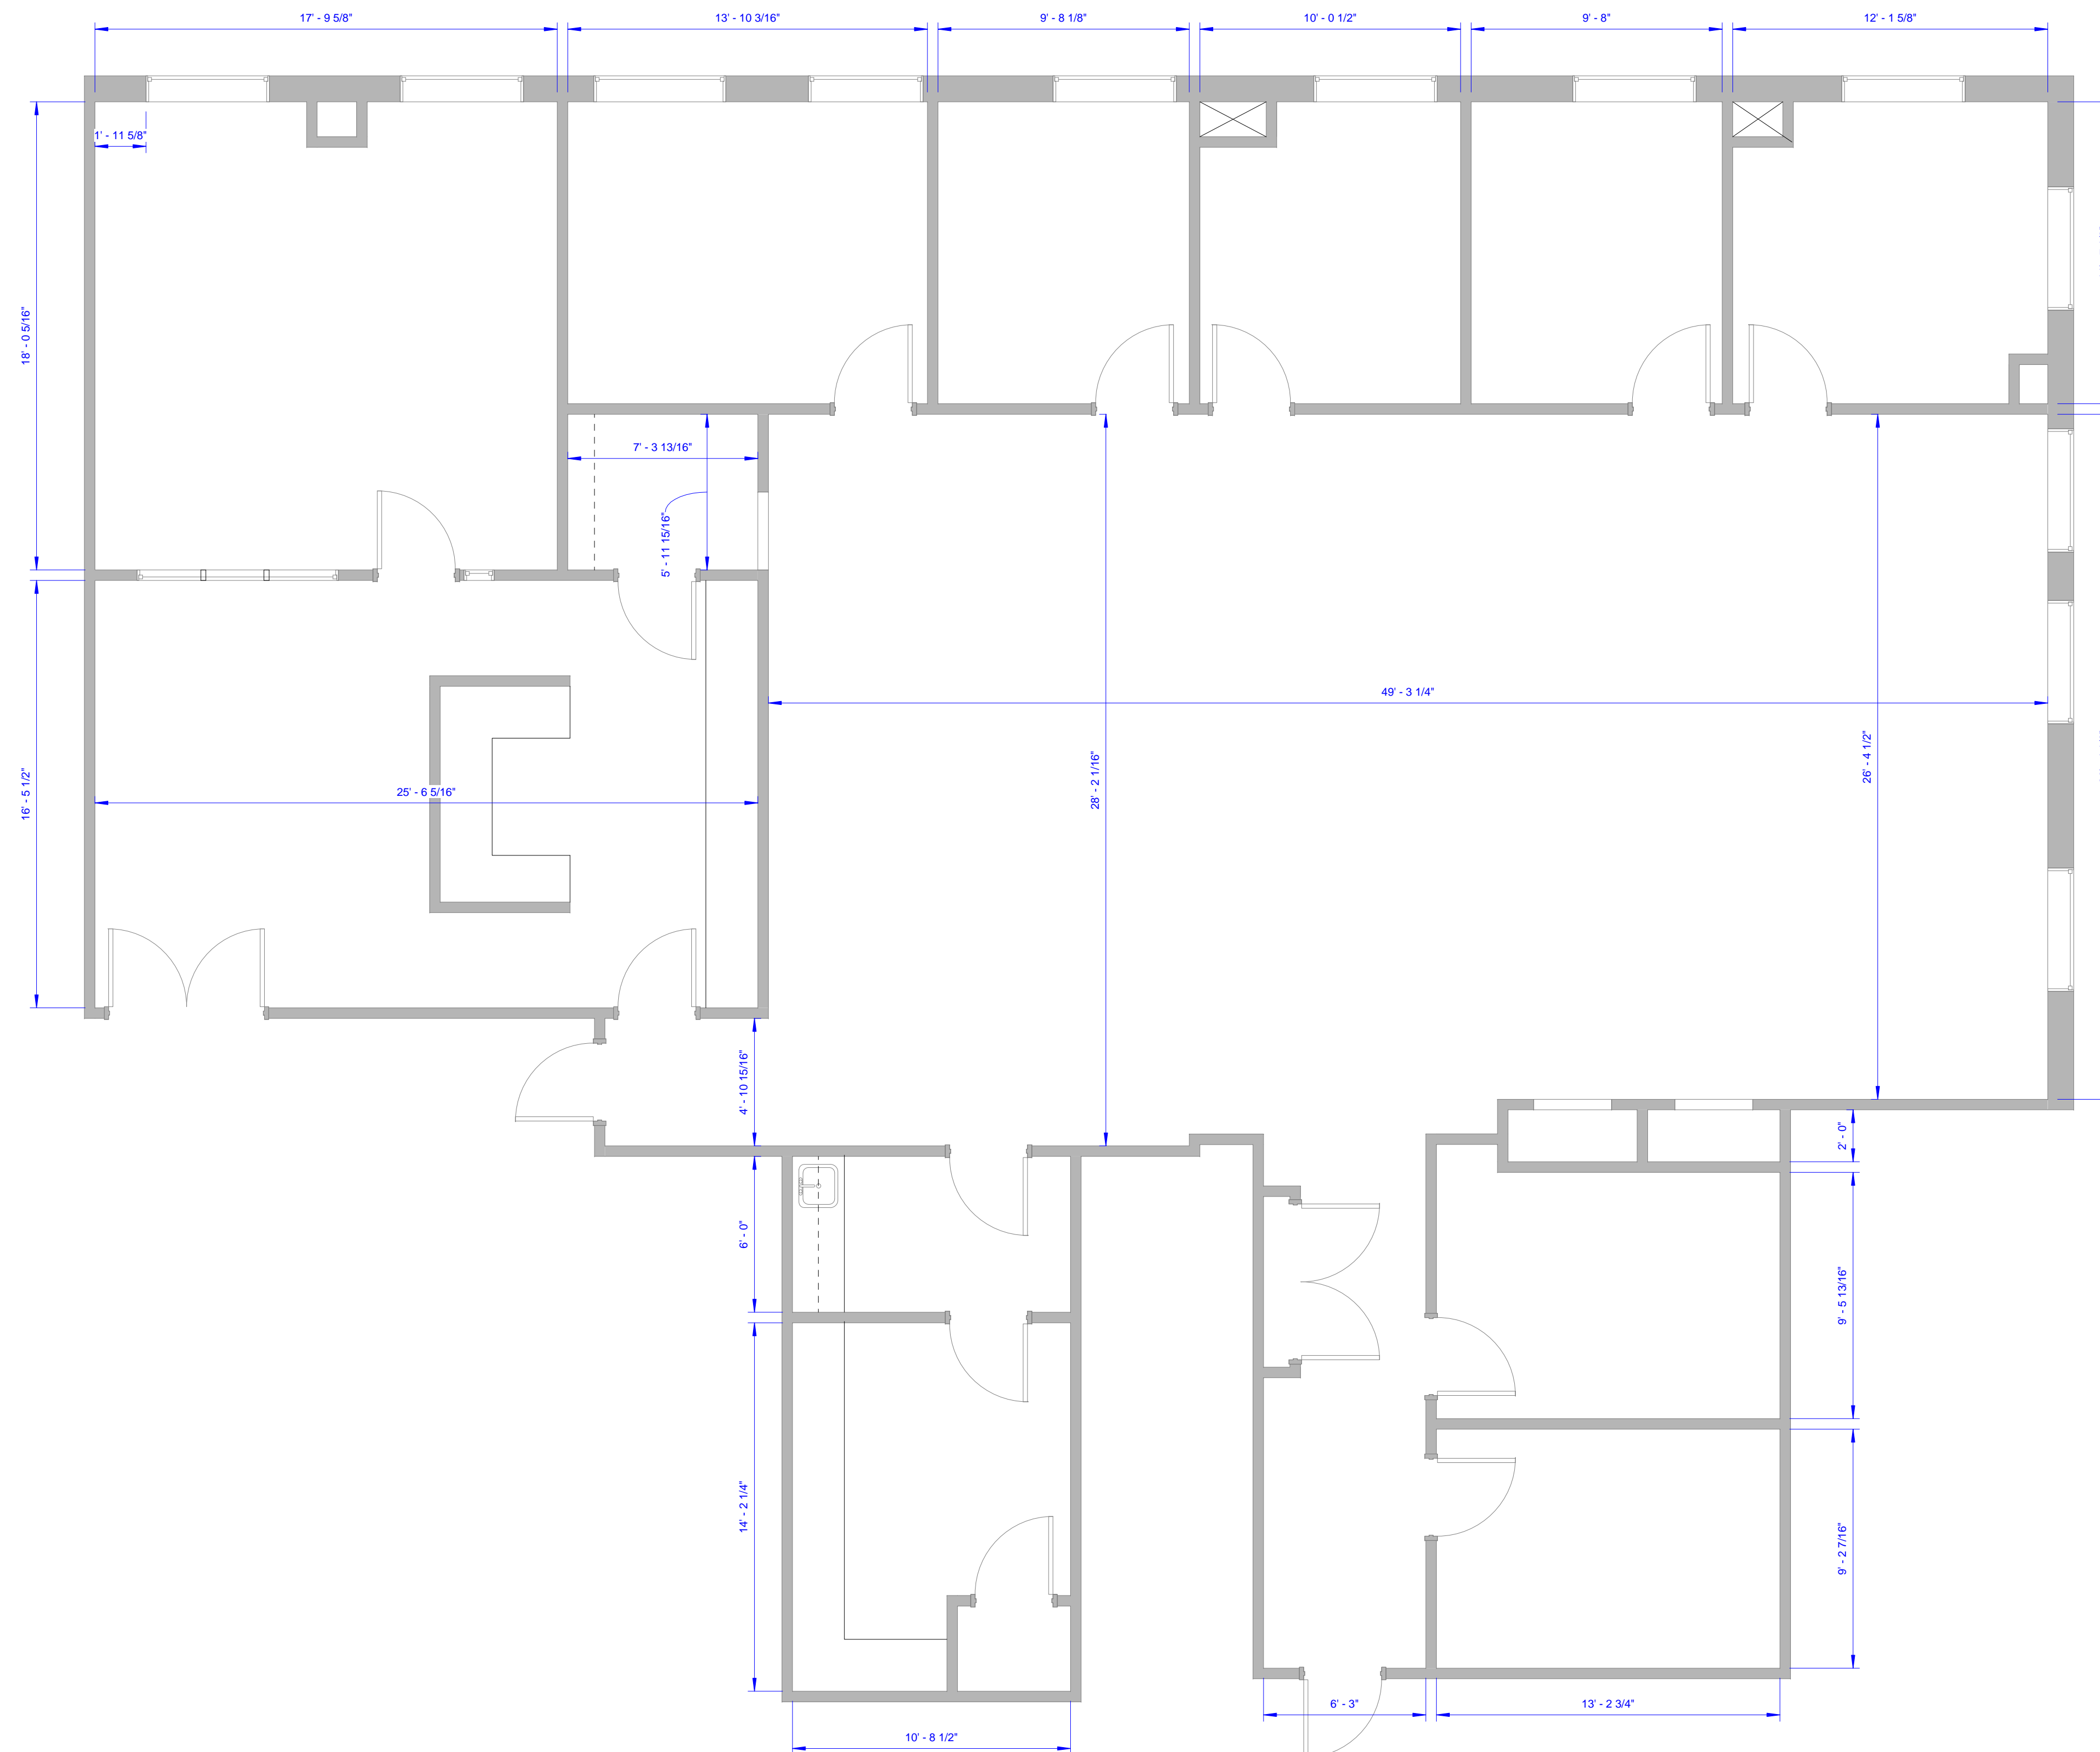 17' - 9 5/8"
13' - 10 3/16"
9' - 8 1/8"
10' - 0 1/2"
9' - 8"
12' - 1 5/8"
1' - 11 5/8"
18' - 0 5/16"
7' - 3 13/16"
5' - 11 15/16"
49' - 3 1/4"
28' - 2 1/16"
26' - 4 1/2"
16' - 5 1/2"
25' - 6 5/16"
4' - 10 15/16"
2' - 0"
6' - 0"
9' - 5 13/16"
14' - 2 1/4"
9' - 2 7/16"
6' - 3"
13' - 2 3/4"
10' - 8 1/2"